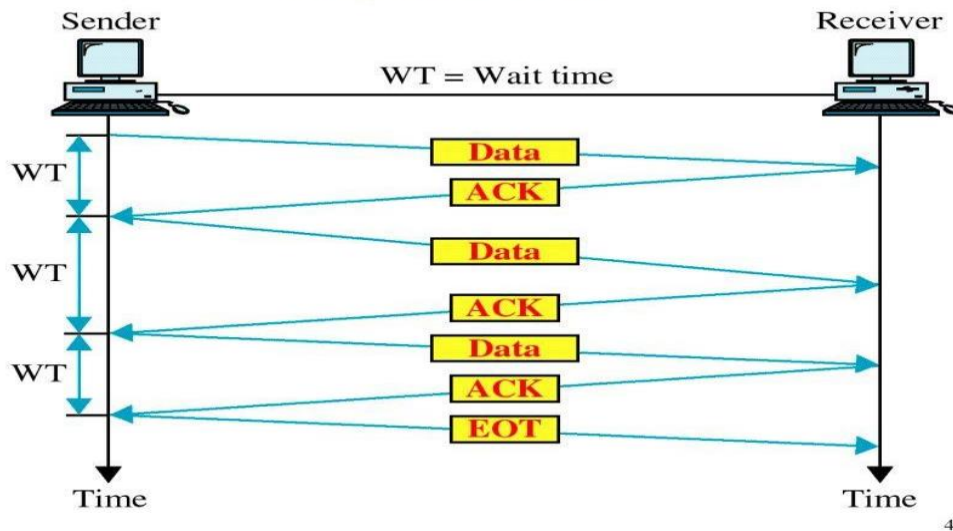 Sender
Receiver
WT = Wait time
Data
WT
ACK
Data
WT
ACK
Data
WT
ACK
EOT
Time
Time
4